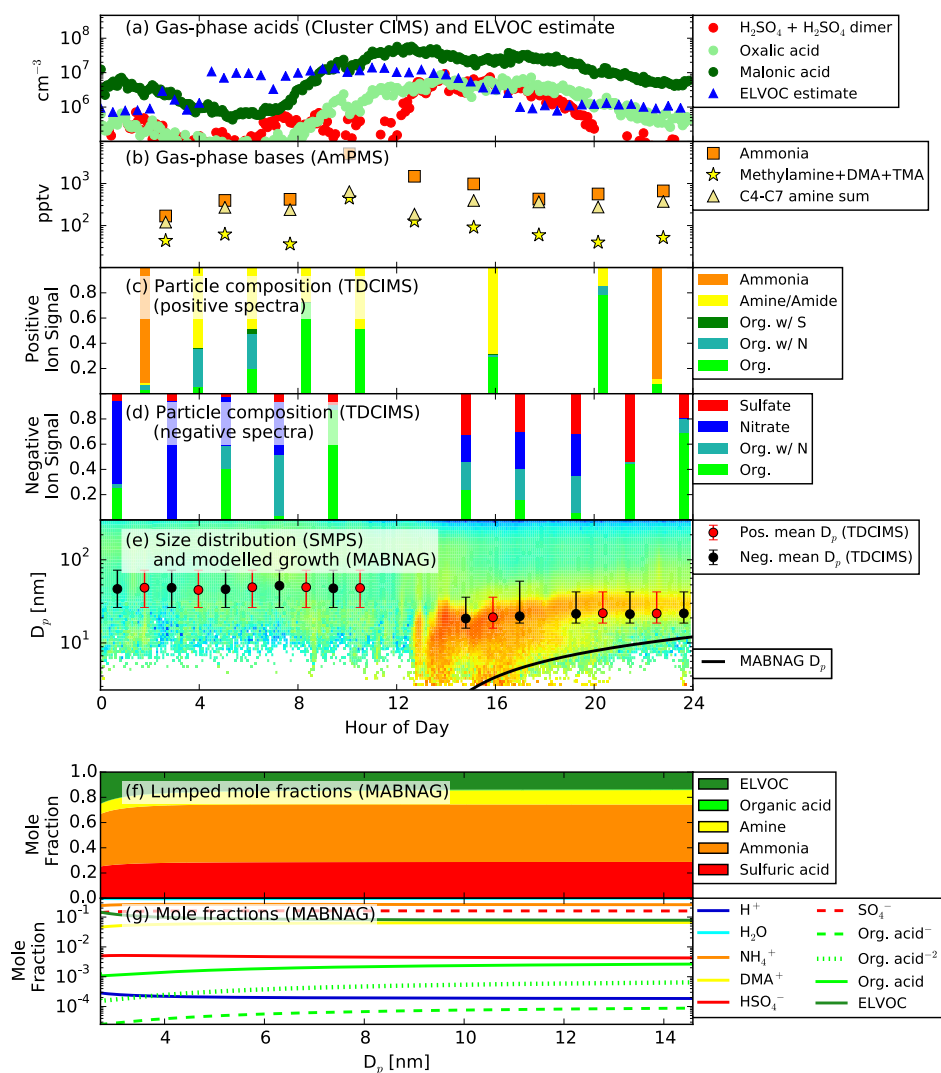 (a) Gas-phase acids (Cluster CIMS) and ELVOC estimate
10⁸
10⁷
10⁶
cm⁻³
H₂SO₄ + H₂SO₄ dimer
Oxalic acid
Malonic acid
ELVOC estimate
(b) Gas-phase bases (AmPMS)
10³
10²
pptv
Ammonia
Methylamine+DMA+TMA
C4-C7 amine sum
(c) Particle composition (TDCIMS)
(positive spectra)
0.8
0.6
0.4
0.2
0
Positive
Ion Signal
Ammonia
Amine/Amide
Org. w/ S
Org. w/ N
Org.
(d) Particle composition (TDCIMS)
(negative spectra)
0.8
0.6
0.4
0.2
Negative
Ion Signal
Sulfate
Nitrate
Org. w/ N
Org.
(e) Size distribution (SMPS)
and modelled growth (MABNAG)
10²
10¹
Dₚ [nm]
Pos. mean Dₚ (TDCIMS)
Neg. mean Dₚ (TDCIMS)
MABNAG Dₚ
0 4 8 12 16 20 24
Hour of Day
(f) Lumped mole fractions (MABNAG)
1.0
0.8
0.6
0.4
0.2
0.0
Mole
Fraction
ELVOC
Organic acid
Amine
Ammonia
Sulfuric acid
(g) Mole fractions (MABNAG)
10⁻¹
10⁻²
10⁻³
10⁻⁴
Mole
Fraction
H⁺
H₂O
NH₄⁺
DMA⁺
HSO₄⁻
SO₄⁻
Org. acid⁻
Org. acid⁻²
Org. acid
ELVOC
4 6 8 10 12 14
Dₚ [nm]